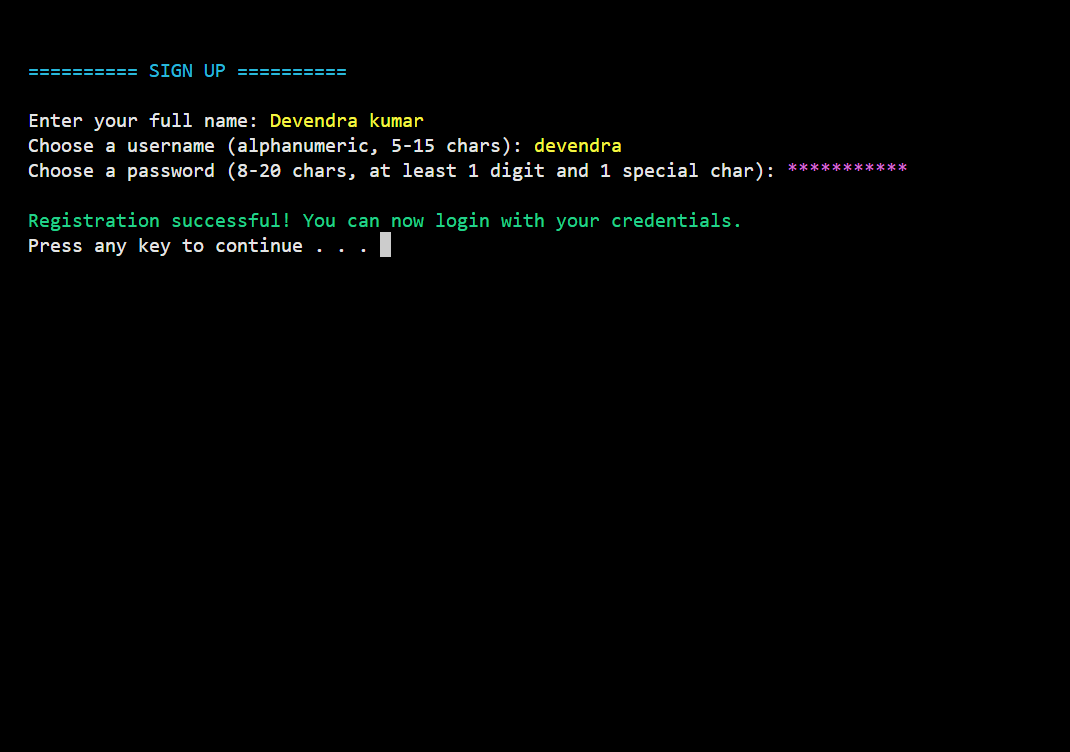 ========== SIGN UP ==========
Enter your full name: Devendra kumar
Choose a username (alphanumeric, 5-15 chars): devendra
Choose a password (8-20 chars, at least 1 digit and 1 special char): ***********
Registration successful! You can now login with your credentials.
Press any key to continue . . .